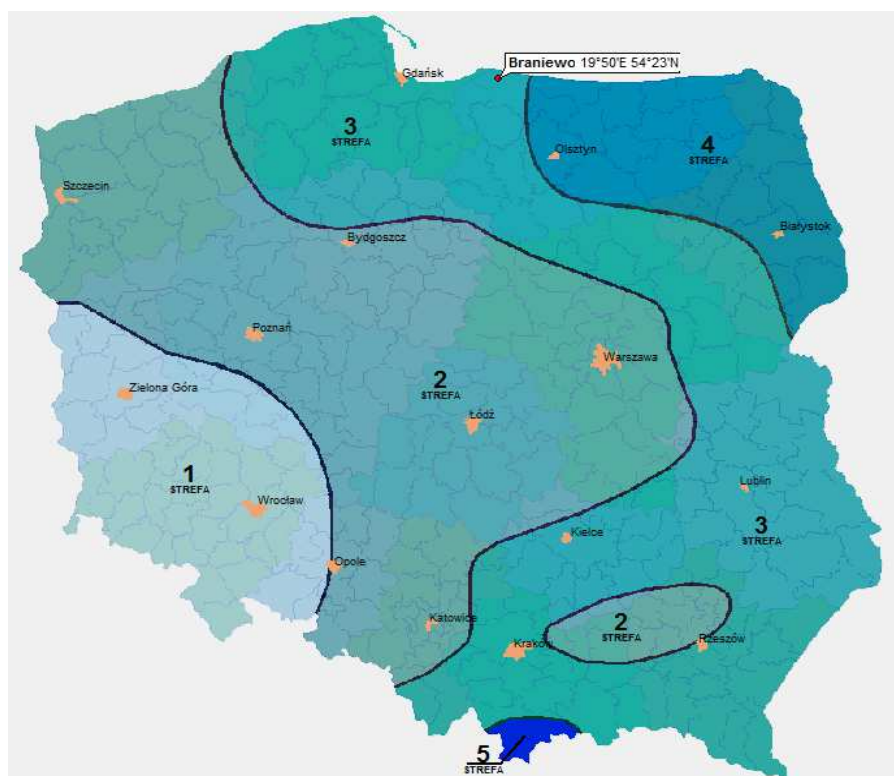 Braniewo 19°50'E 54°23'N
Gdańsk
3
STREFA
4
STREFA
Olsztyn
Szczecin
Białystok
Bydgoszcz
Poznań
Warszawa
2
STREFA
Zielona Góra
Łódź
1
STREFA
Wrocław
Lublin
3
STREFA
Kielce
Opole
Katowice
2
STREFA
Rzeszów
Kraków
5
STREFA